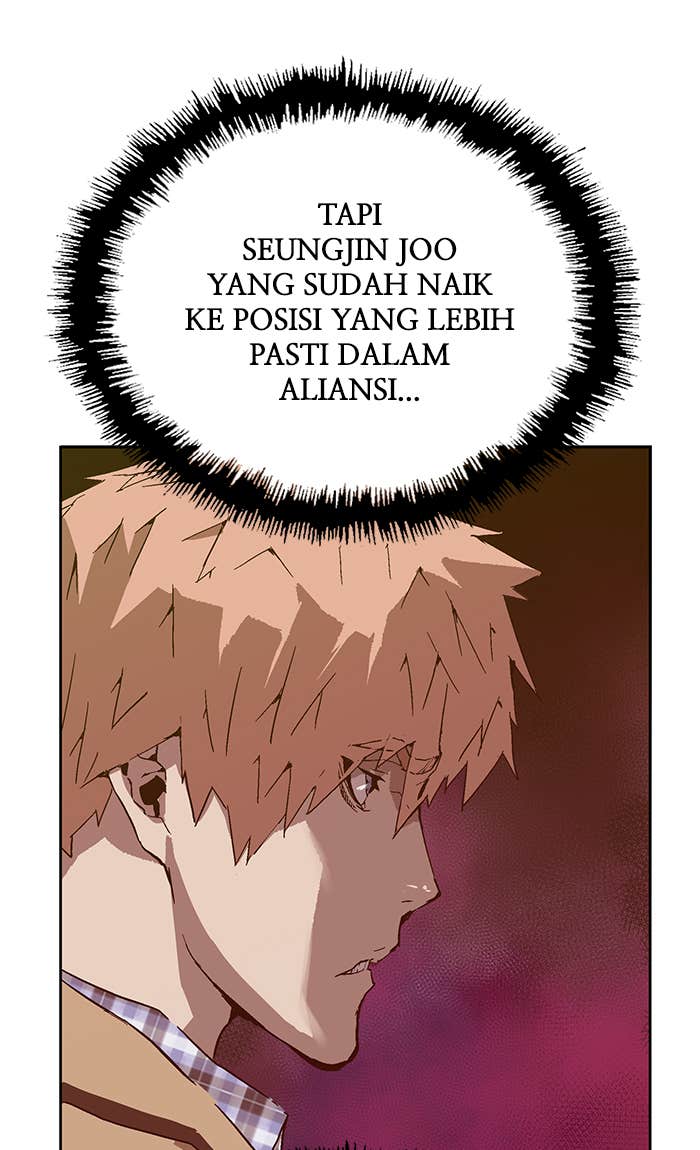 TAPI
SEUNGJIN JOO
YANG SUDAH NAIK
KE POSISI YANG LEBIH
PASTI DALAM
ALIANSI...